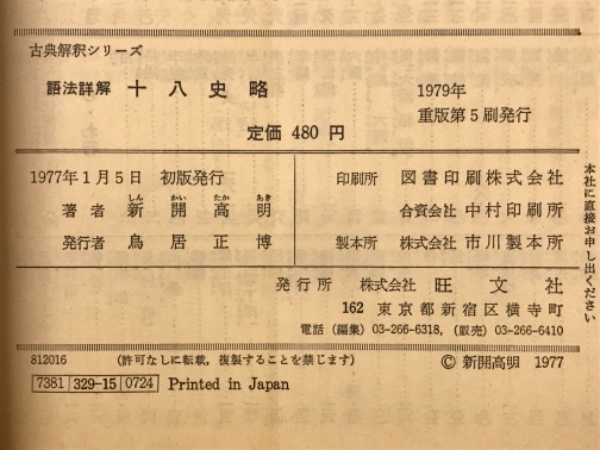 古典解釈シリーズ
語法詳解 十八史略
1979年
重版第5刷発行
定価 480 円
1977年1月5日 初版発行
しん かい たか あき
著者 新開高明
発行者 鳥居正博
印刷所 図書印刷株式会社
合資会社 中村印刷所
製本所 株式会社 市川製本所
発行所 株式会社 旺文社
162 東京都新宿区横寺町
電話(編集)03-266-6318,(販売)03-266-6410
本社に直接お申し出ください
812016 (許可なしに転載,複製することを禁じます) © 新開高明 1977
7381 329-15 0724 Printed in Japan